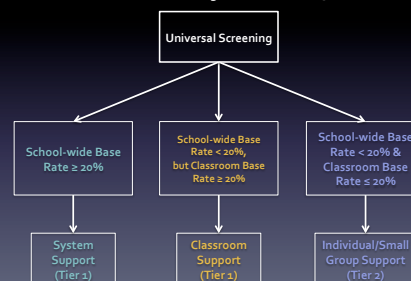 Universal Screening
School-wide Base
Rate ≥ 20%
School-wide Base
Rate < 20%,
but Classroom Base
Rate ≥ 20%
School-wide Base
Rate < 20% &
Classroom Base
Rate ≤ 20%
System
Support
(Tier 1)
Classroom
Support
(Tier 1)
Individual/Small
Group Support
(Tier 2)